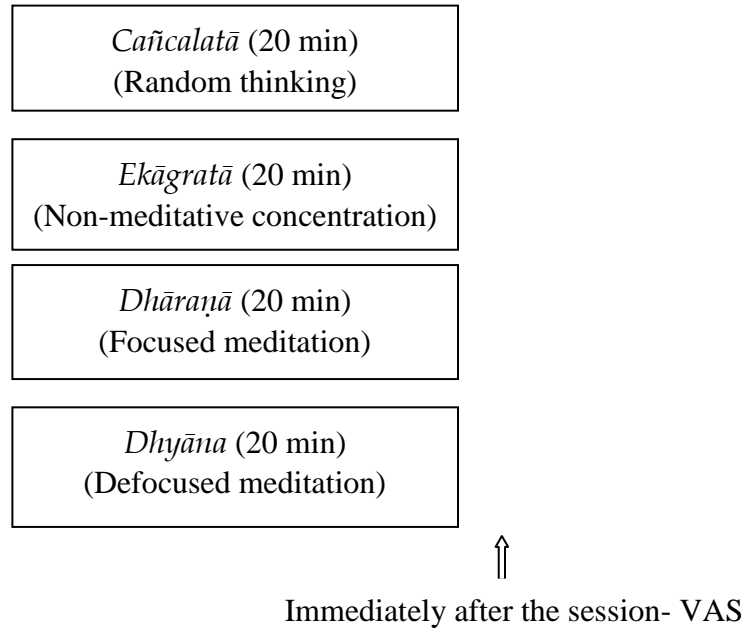 Cañcalatā (20 min)
(Random thinking)
Ekāgratā (20 min)
(Non-meditative concentration)
Dhāraṇā (20 min)
(Focused meditation)
Dhyāna (20 min)
(Defocused meditation)
Immediately after the session- VAS